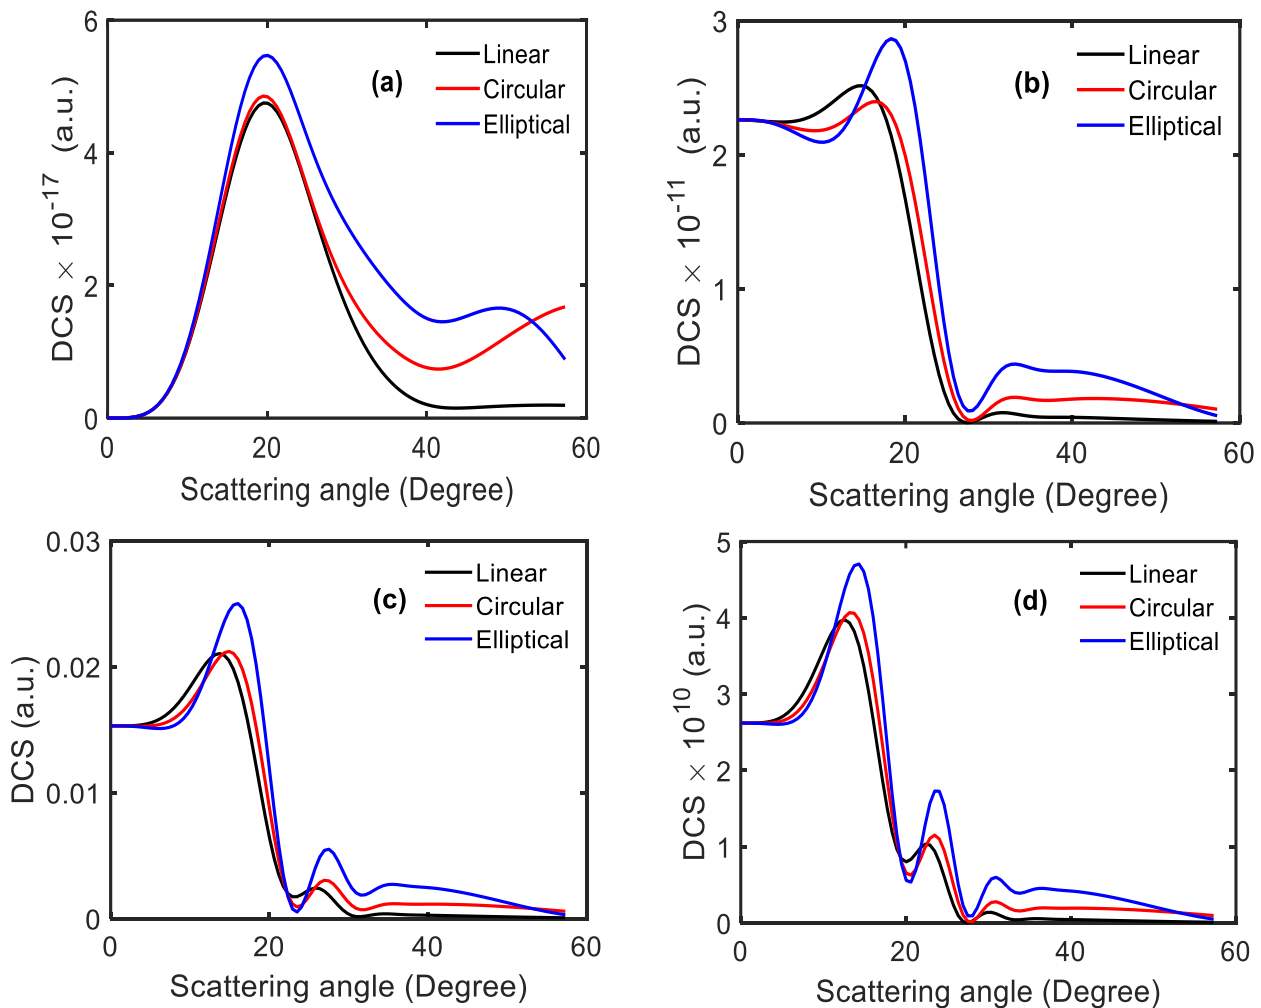 (a)
Linear
Circular
Elliptical
6
4
2
0
0 20 40 60
DCS × 10⁻¹⁷ (a.u.)
Scattering angle (Degree)
(b)
Linear
Circular
Elliptical
3
2
1
0
0 20 40 60
DCS × 10⁻¹¹ (a.u.)
Scattering angle (Degree)
(c)
Linear
Circular
Elliptical
0.03
0.02
0.01
0
0 20 40 60
DCS (a.u.)
Scattering angle (Degree)
(d)
Linear
Circular
Elliptical
5
4
3
2
1
0
0 20 40 60
DCS × 10¹⁰ (a.u.)
Scattering angle (Degree)